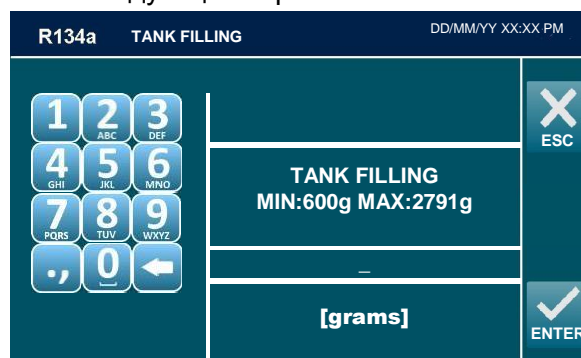 R134a TANK FILLING DD/MM/YY XX:XX PM
1 2 ABC 3 DEF
ESC
4 GHI 5 JKL 6 MNO
TANK FILLING
MIN:600g MAX:2791g
7 PQRS 8 TUV 9 WXYZ
., 0
_
[grams]
ENTER